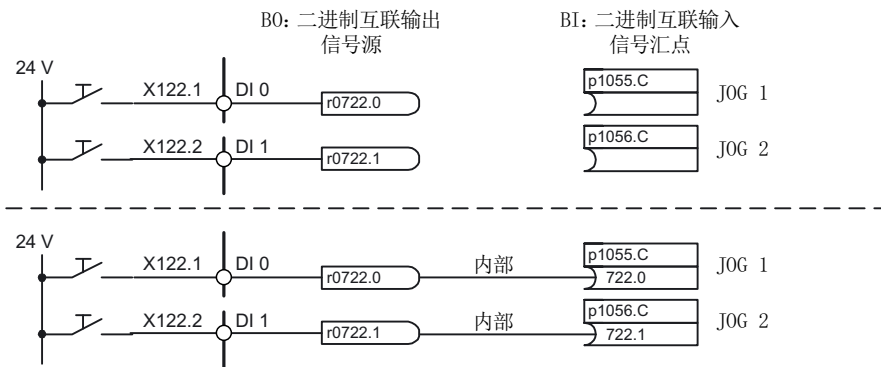 BO: 二进制互联输出 BI: 二进制互联输入
信号源 信号汇点
24 V
X122.1 DI 0 r0722.0 p1055.C JOG 1
X122.2 DI 1 r0722.1 p1056.C JOG 2
24 V
X122.1 DI 0 r0722.0 内部 p1055.C 722.0 JOG 1
X122.2 DI 1 r0722.1 内部 p1056.C 722.1 JOG 2